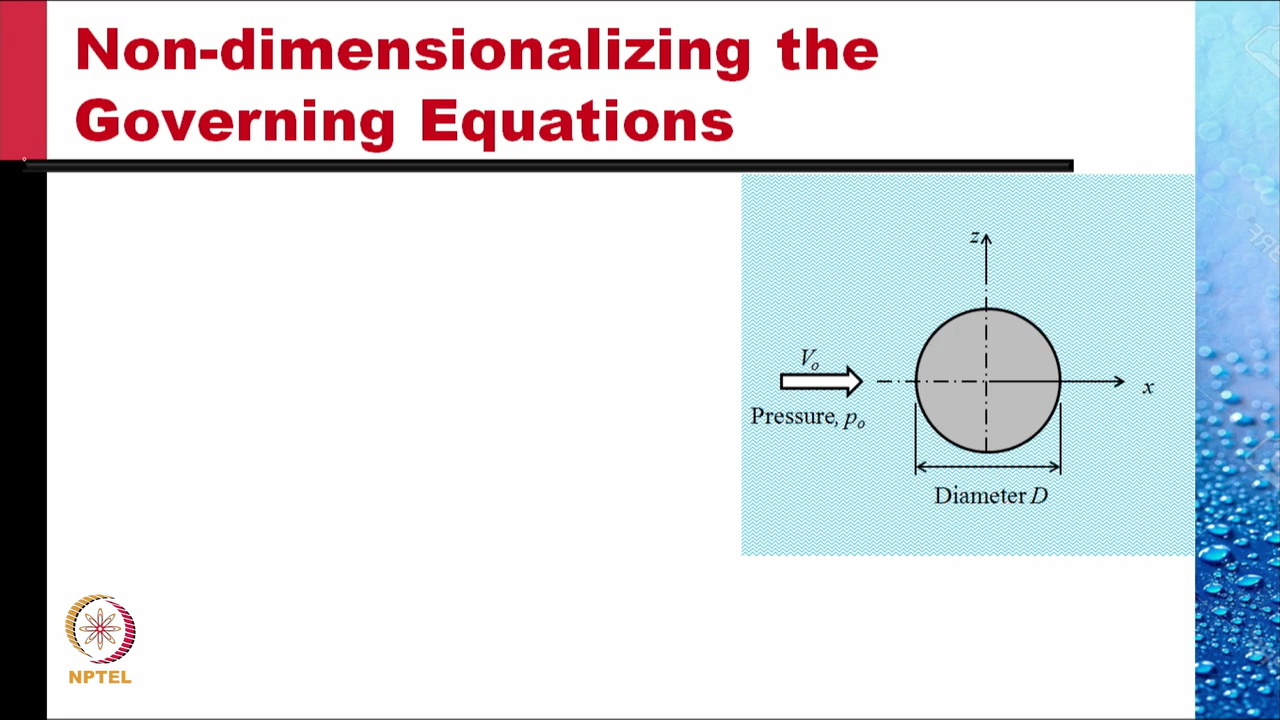 Non-dimensionalizing the
Governing Equations
z
Vo
x
Pressure, po
Diameter D
NPTEL